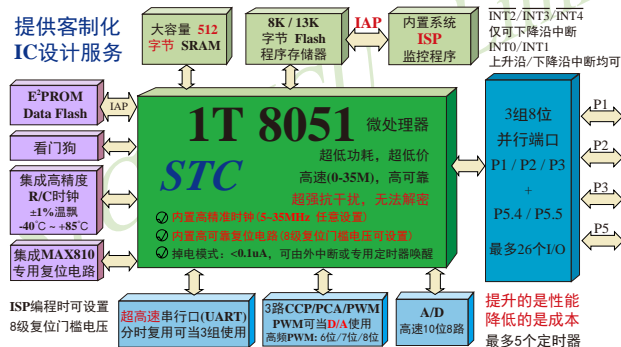 提供客制化
IC设计服务
大容量 512
字节 SRAM
8K / 13K
字节 Flash
程序存储器
IAP
内置系统
ISP
监控程序
INT2/INT3/INT4
仅可下降沿中断
INT0/INT1
上升沿/下降沿中断均可
E²PROM
Data Flash
IAP
看门狗
集成高精度
R/C时钟
±1%温飘
-40℃ ~ +85℃
集成MAX810
专用复位电路
1T 8051 微处理器
STC
超低功耗，超低价
高速(0-35M)，高可靠
超强抗干扰，无法解密
内置高精准时钟(5~35MHz 任意设置)
内置高可靠复位电路(8级复位门槛电压可设置)
掉电模式：<0.1uA，可由外中断或专用定时器唤醒
3组8位
并行端口
P1 / P2 / P3
+
P5.4 / P5.5
最多26个I/O
P1
P2
P3
P5
ISP编程时可设置
8级复位门槛电压
超高速串行口(UART)
分时复用可当3组使用
3路CCP/PCA/PWM
PWM可当D/A使用
高频PWM: 6位/7位/8位
A/D
高速10位8路
提升的是性能
降低的是成本
最多5个定时器